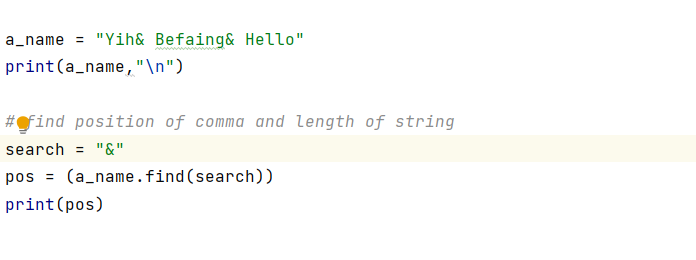 a_name = "Yih& Befaing& Hello"
print(a_name,"\n")
# find position of comma and length of string
search = "&"
pos = (a_name.find(search))
print(pos)